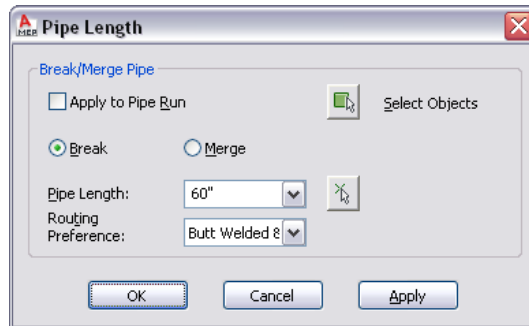 A MEP Pipe Length
Break/Merge Pipe
Apply to Pipe Run
Select Objects
Break Merge
Pipe Length: 60"
Routing
Preference: Butt Welded &
OK Cancel Apply